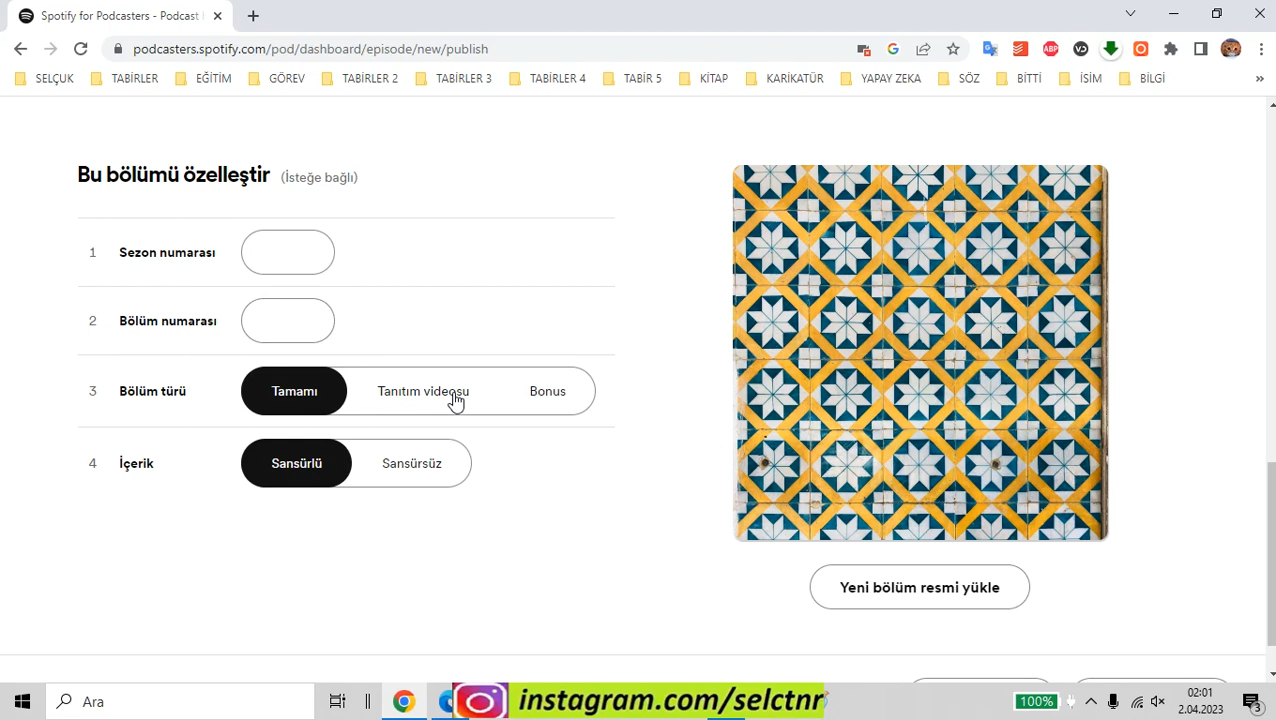 Spotify for Podcasters - Podcast
podcasters.spotify.com/pod/dashboard/episode/new/publish
SELÇUK
TABİRLER
EĞİTİM
GÖREV
TABİRLER 2
TABİRLER 3
TABİRLER 4
TABİR 5
KİTAP
KARİKATÜR
YAPAY ZEKA
SÖZ
BİTTİ
İSİM
BİLGİ
»
Bu bölümü özelleştir (İsteğe bağlı)
1 Sezon numarası
2 Bölüm numarası
3 Bölüm türü Tamamı Tanıtım videosu Bonus
4 İçerik Sansürlü Sansürsüz
Yeni bölüm resmi yükle
Ara
instagram.com/selctnr
100%
02:01
2.04.2023